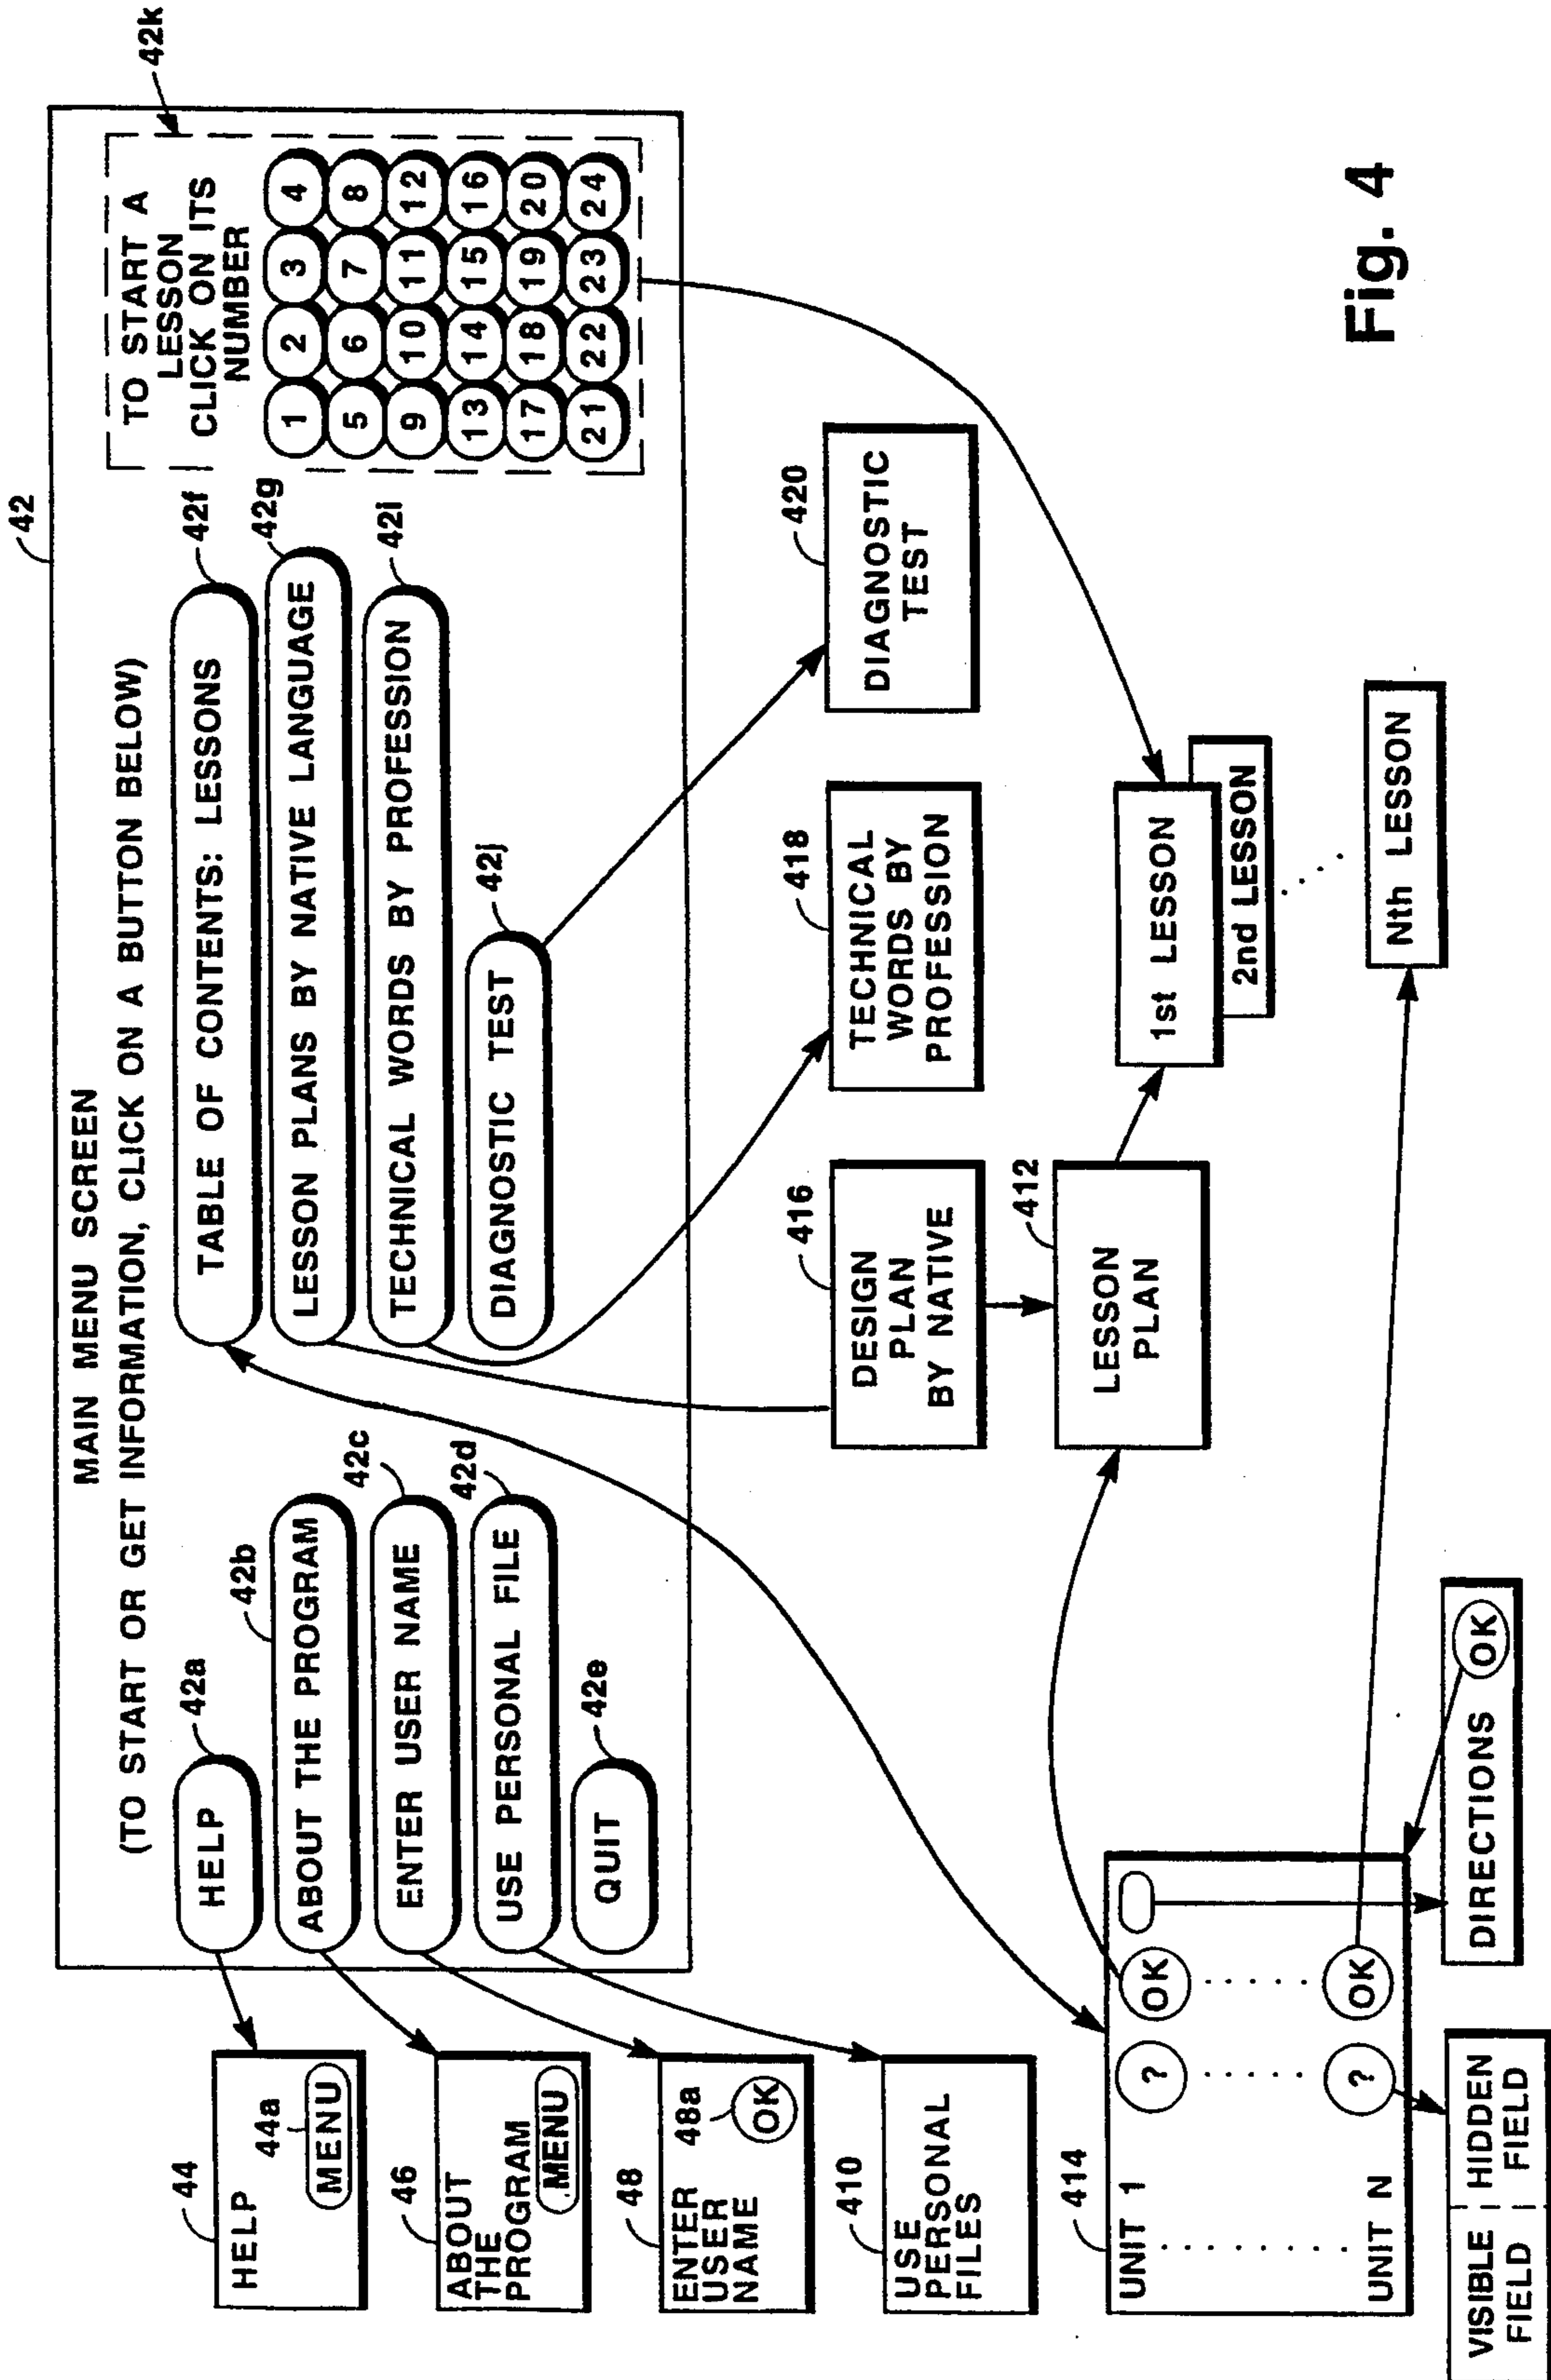 42
MAIN MENU SCREEN
(TO START OR GET INFORMATION, CLICK ON A BUTTON BELOW)
HELP
42a
ABOUT THE PROGRAM
42b
ENTER USER NAME
42c
USE PERSONAL FILE
42d
QUIT
42e
TABLE OF CONTENTS: LESSONS
42f
LESSON PLANS BY NATIVE LANGUAGE
42g
TECHNICAL WORDS BY PROFESSION
42i
DIAGNOSTIC TEST
42j
TO START A
LESSON
CLICK ON ITS
NUMBER
42k
1 2 3 4
5 6 7 8
9 10 11 12
13 14 15 16
17 18 19 20
21 22 23 24
44
HELP
44a
MENU
46
ABOUT
THE
PROGRAM
MENU
48
ENTER
USER
NAME
48a
OK
410
USE
PERSONAL
FILES
414
UNIT 1
? OK
UNIT N
? OK
VISIBLE
FIELD
HIDDEN
FIELD
DIRECTIONS OK
416
DESIGN
PLAN
BY NATIVE
412
LESSON
PLAN
418
TECHNICAL
WORDS BY
PROFESSION
420
DIAGNOSTIC
TEST
1st LESSON
2nd LESSON
Nth LESSON
Fig. 4